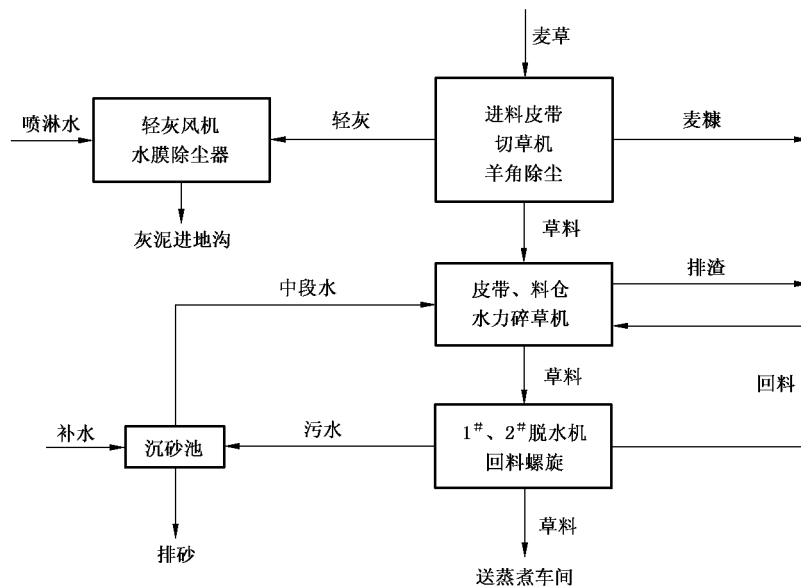 麦草
喷淋水
轻灰风机
水膜除尘器
轻灰
进料皮带
切草机
羊角除尘
麦糠
灰泥进地沟
草料
中段水
皮带、料仓
水力碎草机
排渣
草料
回料
补水
沉砂池
污水
1#、2#脱水机
回料螺旋
草料
排砂
送蒸煮车间